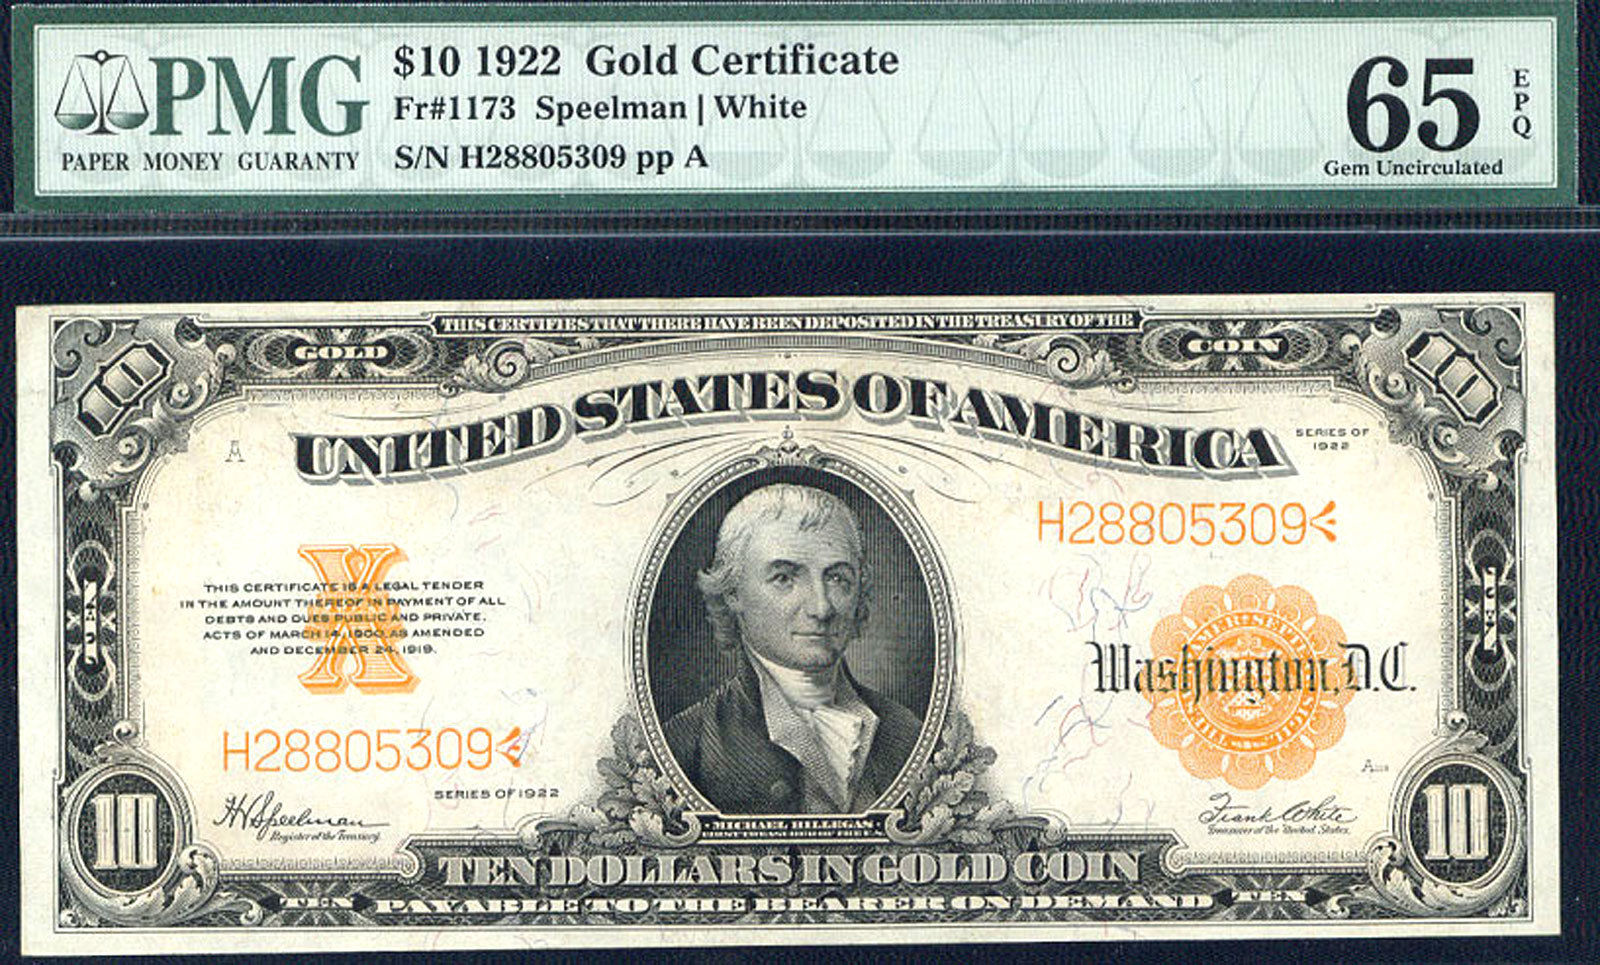 PMG
PAPER MONEY GUARANTY
$10 1922 Gold Certificate
Fr#1173 Speelman | White
S/N H28805309 pp A
65
EPQ
Gem Uncirculated
THIS CERTIFIES THAT THERE HAVE BEEN DEPOSITED IN THE TREASURY OF THE
10
GOLD
COIN
10
UNITED STATES OF AMERICA
A
SERIES OF
1922
H28805309
THIS CERTIFICATE IS A LEGAL TENDER
IN THE AMOUNT THEREOF IN PAYMENT OF ALL
DEBTS AND DUES PUBLIC AND PRIVATE.
ACTS OF MARCH 14, 1900, AS AMENDED
AND DECEMBER 24, 1919.
X
TEN
TEN
Washington, D.C.
THESAUR. AMER. SEPTENT. SIGIL.
H28805309
SERIES OF 1922
H V Speelman
Register of the Treasury.
MICHAEL HILLEGAS
Frank White
Treasurer of the United States.
10
10
TEN DOLLARS IN GOLD COIN
TEN PAYABLE TO THE BEARER ON DEMAND TEN